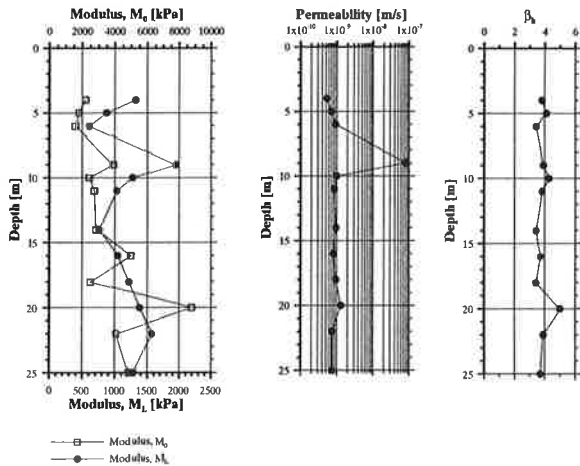 Modulus, M₀ [kPa]
0 2000 4000 6000 8000 10000
0
5
10
15
20
25
Depth [m]
0 500 1000 1500 2000 2500
Modulus, M_L [kPa]
Modulus, M₀
Modulus, M_L
Permeability [m/s]
1x10⁻¹⁰ 1x10⁻⁹ 1x10⁻⁸ 1x10⁻⁷
0
5
10
15
20
25
Depth [m]
βₖ
0 2 4 6
0
5
10
15
20
25
Depth [m]